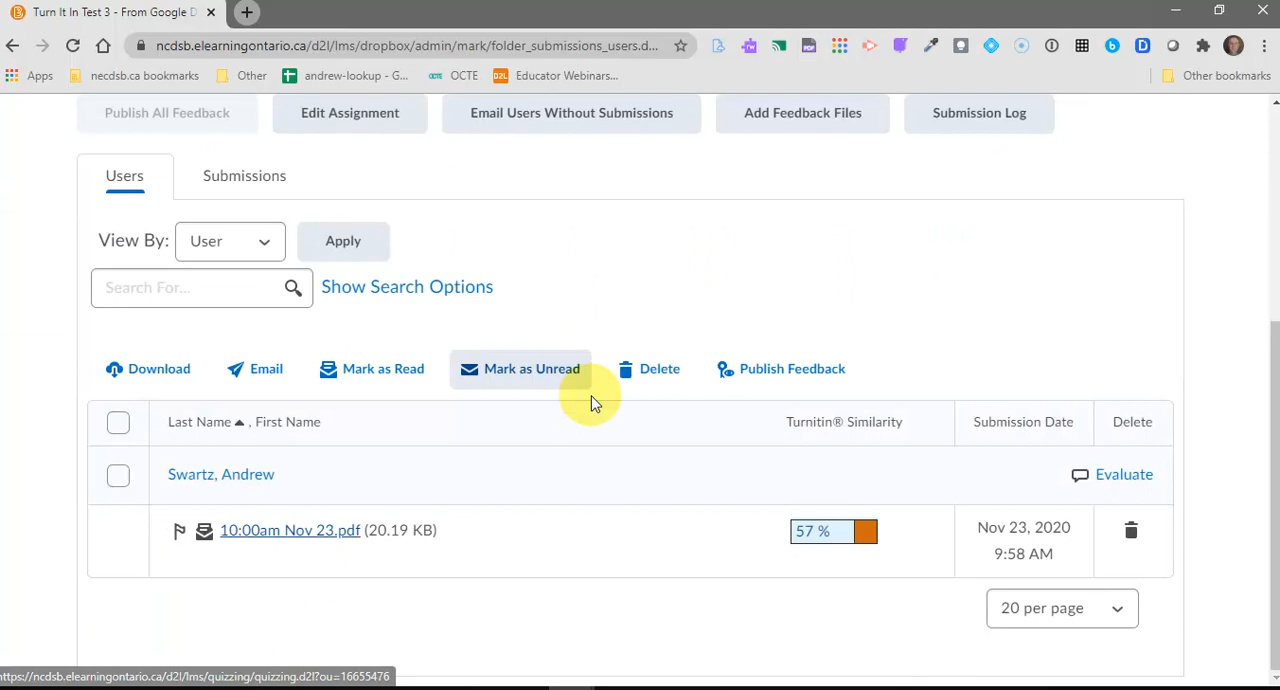 Turn It In Test 3 - From Google D
ncdsb.elearningontario.ca/d2l/lms/dropbox/admin/mark/folder_submissions_users.d...
Apps necdsb.ca bookmarks Other andrew-lookup - G... OCTE Educator Webinars... Other bookmarks
Publish All Feedback Edit Assignment Email Users Without Submissions Add Feedback Files Submission Log
Users Submissions
View By: User Apply
Search For... Show Search Options
Download Email Mark as Read Mark as Unread Delete Publish Feedback
Last Name , First Name Turnitin® Similarity Submission Date Delete
Swartz, Andrew Evaluate
10:00am Nov 23.pdf (20.19 KB) 57 % Nov 23, 2020
9:58 AM
20 per page
https://ncdsb.elearningontario.ca/d2l/lms/quizzing/quizzing.d2l?ou=16655476